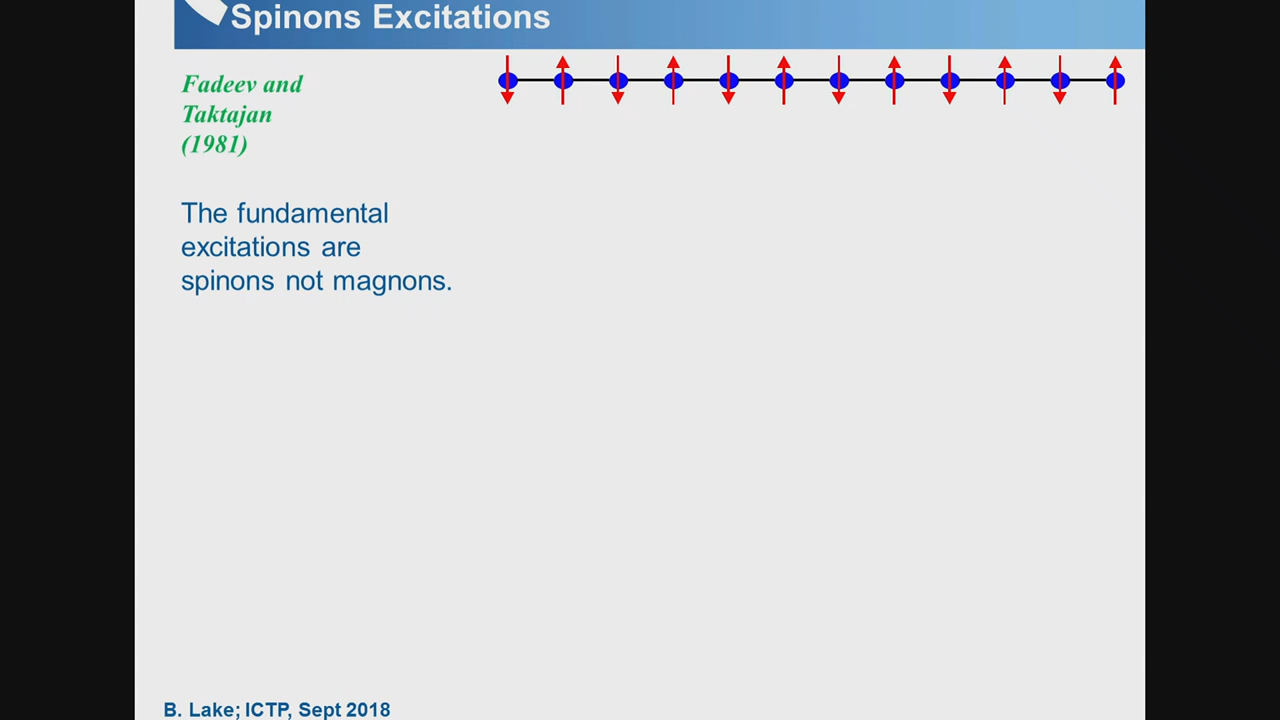 Spinons Excitations
Fadeev and
Taktajan
(1981)
The fundamental
excitations are
spinons not magnons.
B. Lake; ICTP, Sept 2018